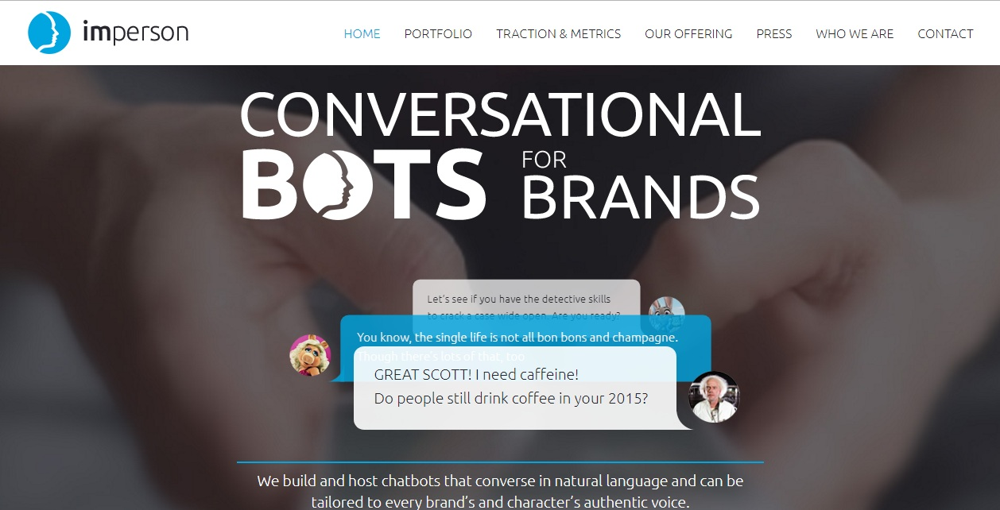 imperson
HOME PORTFOLIO TRACTION & METRICS OUR OFFERING PRESS WHO WE ARE CONTACT
CONVERSATIONAL
BOTS FOR
BRANDS
Let's see if you have the detective skills
to crack a case wide open. Are you ready?
You know, the single life is not all bon bons and champagne.
Though there's lots of that, too
GREAT SCOTT! I need caffeine!
Do people still drink coffee in your 2015?
We build and host chatbots that converse in natural language and can be
tailored to every brand's and character's authentic voice.